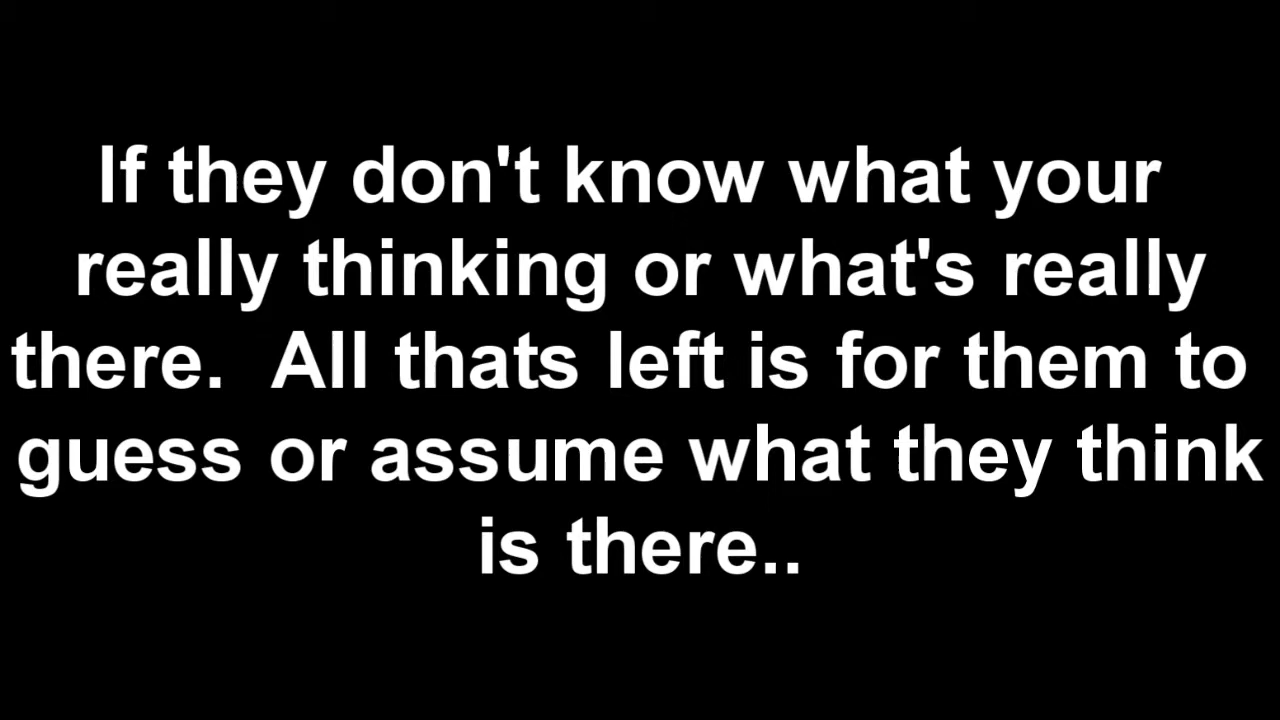 If they don't know what your
really thinking or what's really
there.  All thats left is for them to
guess or assume what they think
is there..